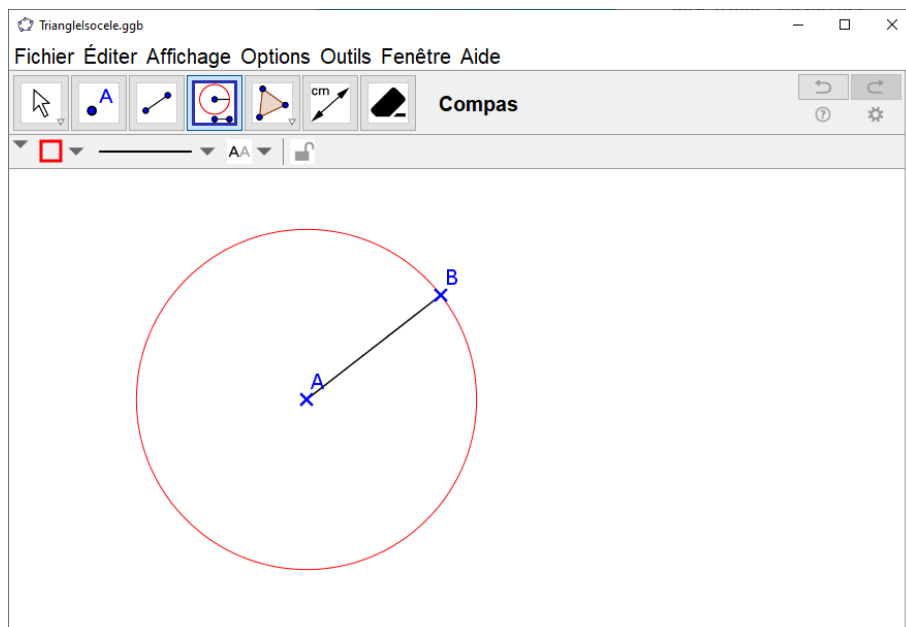 TriangleIsocele.ggb
Fichier Éditer Affichage Options Outils Fenêtre Aide
A cm Compas
AA
B
A